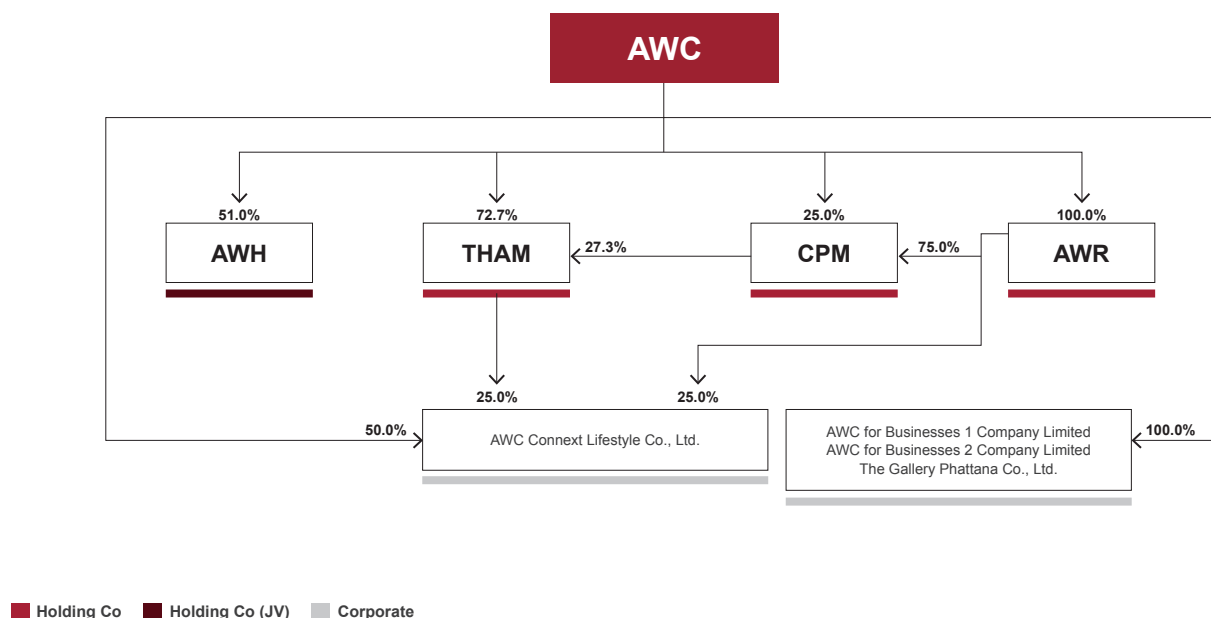 AWC
51.0%
72.7%
25.0%
100.0%
AWH
THAM
27.3%
CPM
75.0%
AWR
25.0%
25.0%
50.0%
AWC Connext Lifestyle Co., Ltd.
AWC for Businesses 1 Company Limited
AWC for Businesses 2 Company Limited
The Gallery Phattana Co., Ltd.
100.0%
Holding Co
Holding Co (JV)
Corporate